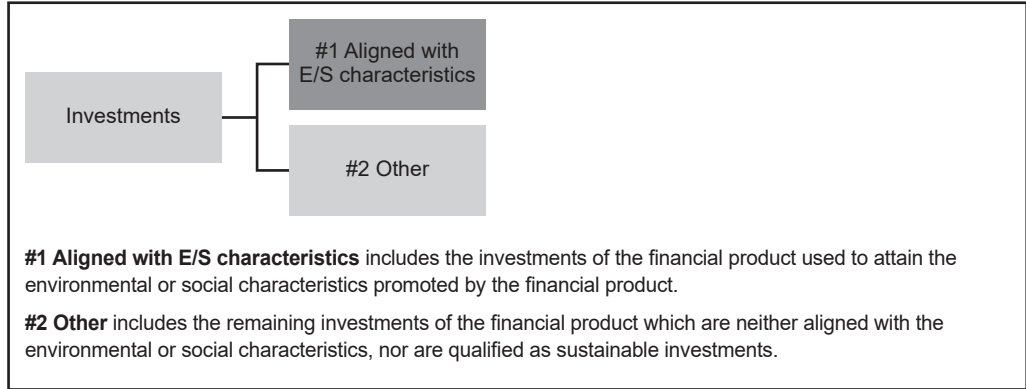 #1 Aligned with
E/S characteristics
Investments
#2 Other
#1 Aligned with E/S characteristics includes the investments of the financial product used to attain the
environmental or social characteristics promoted by the financial product.
#2 Other includes the remaining investments of the financial product which are neither aligned with the
environmental or social characteristics, nor are qualified as sustainable investments.